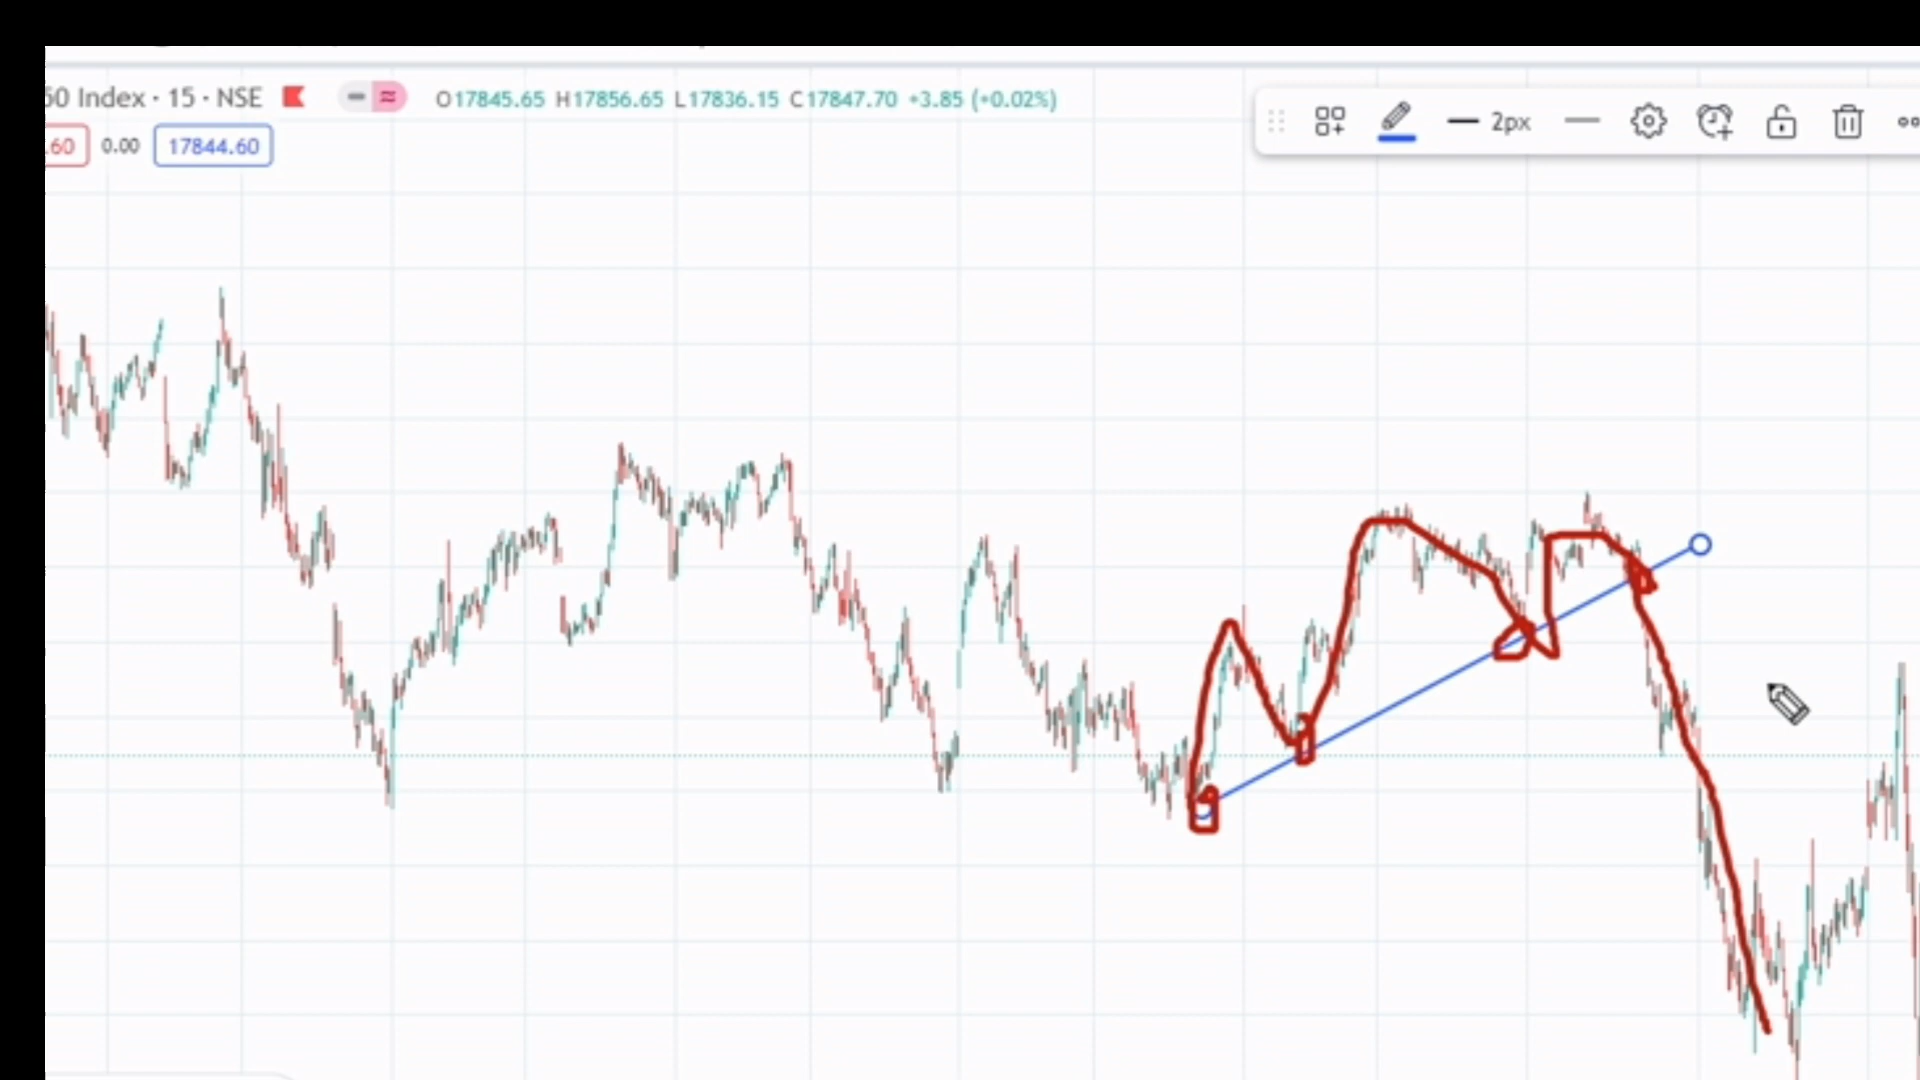 50 Index · 15 · NSE O17845.65 H17856.65 L17836.15 C17847.70 +3.85 (+0.02%)
.60 0.00 17844.60
2px